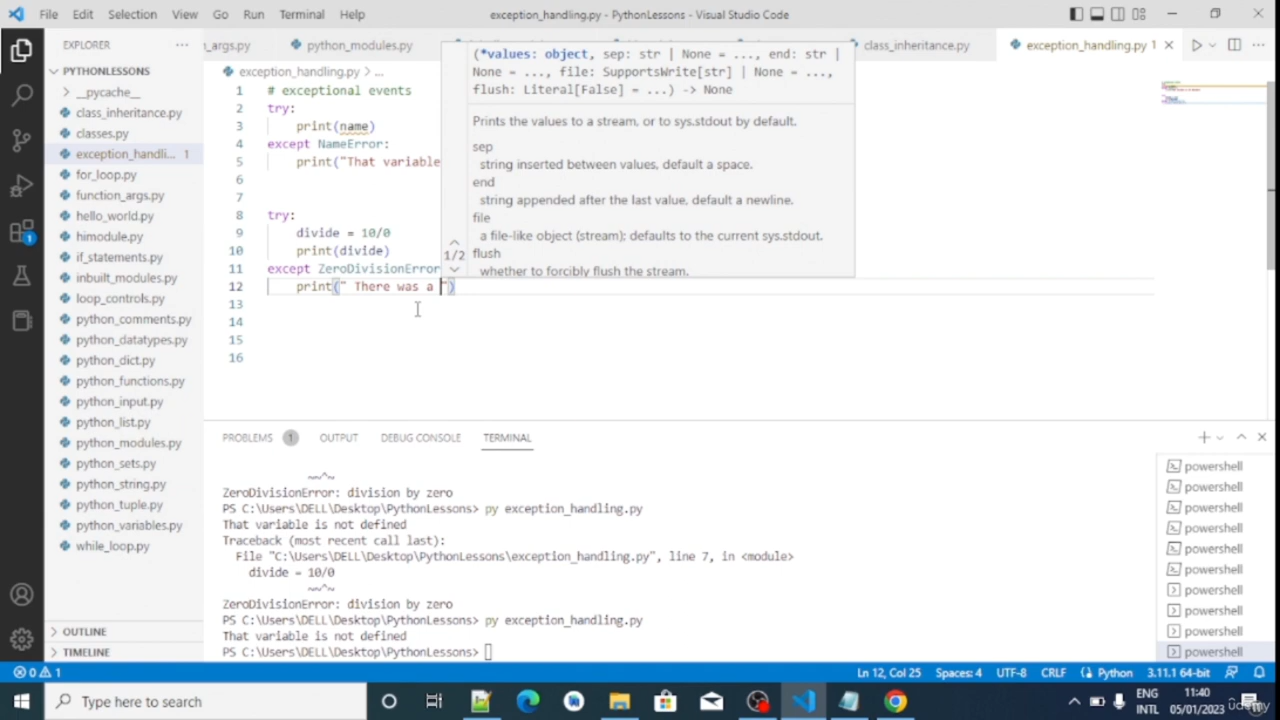 File Edit Selection View Go Run Terminal Help
exception_handling.py - PythonLessons - Visual Studio Code
EXPLORER
_args.py python_modules.py class_inheritance.py exception_handling.py 1
PYTHONLESSONS
__pycache__
class_inheritance.py
classes.py
exception_handli... 1
for_loop.py
function_args.py
hello_world.py
himodule.py
if_statements.py
inbuilt_modules.py
loop_controls.py
python_comments.py
python_datatypes.py
python_dict.py
python_functions.py
python_input.py
python_list.py
python_modules.py
python_sets.py
python_string.py
python_tuple.py
python_variables.py
while_loop.py
OUTLINE
TIMELINE
exception_handling.py > ...
1 # exceptional events
2 try:
3 print(name)
4 except NameError:
5 print("That variable
6
7
8 try:
9 divide = 10/0
10 print(divide)
11 except ZeroDivisionError
12 print(" There was a ")
13
14
15
16
(*values: object, sep: str | None = ..., end: str |
None = ..., file: SupportsWrite[str] | None = ...,
flush: Literal[False] = ...) -> None
Prints the values to a stream, or to sys.stdout by default.
sep
string inserted between values, default a space.
end
string appended after the last value, default a newline.
file
a file-like object (stream); defaults to the current sys.stdout.
flush
whether to forcibly flush the stream.
1/2
PROBLEMS 1 OUTPUT DEBUG CONSOLE TERMINAL
~~^~
ZeroDivisionError: division by zero
PS C:\Users\DELL\Desktop\PythonLessons> py exception_handling.py
That variable is not defined
Traceback (most recent call last):
File "C:\Users\DELL\Desktop\PythonLessons\exception_handling.py", line 7, in <module>
divide = 10/0
~~^~
ZeroDivisionError: division by zero
PS C:\Users\DELL\Desktop\PythonLessons> py exception_handling.py
That variable is not defined
PS C:\Users\DELL\Desktop\PythonLessons>
powershell
powershell
powershell
powershell
powershell
powershell
powershell
powershell
powershell
powershell
0 1 Ln 12, Col 25 Spaces: 4 UTF-8 CRLF Python 3.11.1 64-bit
Type here to search
ENG
INTL
11:40
05/01/2023
udemy